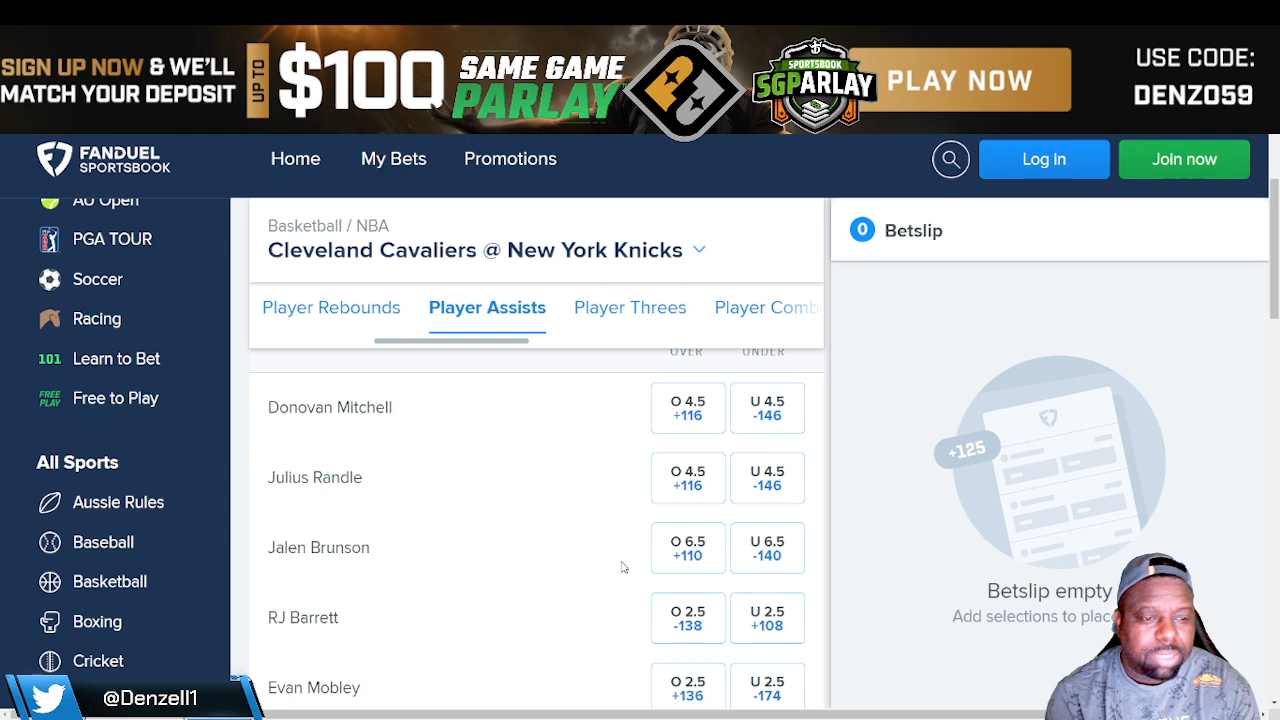 SIGN UP NOW & WE'LL
MATCH YOUR DEPOSIT
UP TO
$100
SAME GAME
PARLAY
SPORTSBOOK
SGPARLAY
PLAY NOW
USE CODE:
DENZO59
FANDUEL
SPORTSBOOK
Home
My Bets
Promotions
Log in
Join now
AU Open
PGA TOUR
Soccer
Racing
101 Learn to Bet
FREE PLAY Free to Play
All Sports
Aussie Rules
Baseball
Basketball
Boxing
Cricket
@Denzell1
Basketball / NBA
Cleveland Cavaliers @ New York Knicks
Player Rebounds
Player Assists
Player Threes
Player Comb
OVER
UNDER
Donovan Mitchell
O 4.5
+116
U 4.5
-146
Julius Randle
O 4.5
+116
U 4.5
-146
Jalen Brunson
O 6.5
+110
U 6.5
-140
RJ Barrett
O 2.5
-138
U 2.5
+108
Evan Mobley
O 2.5
+136
U 2.5
-174
0 Betslip
+125
Betslip empty
Add selections to plac